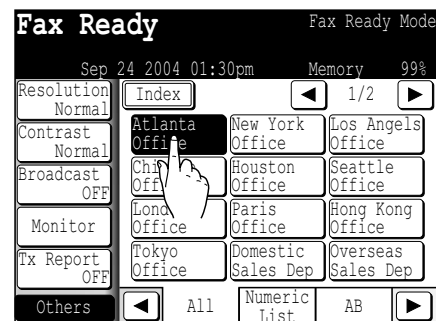 Fax Ready
Fax Ready Mode
Sep 24 2004 01:30pm Memory 99%
Resolution
Normal
Index
1/2
Contrast
Normal
Broadcast
OFF
Monitor
Tx Report
OFF
Others
Atlanta
Office
New York
Office
Los Angels
Office
Houston
Office
Seattle
Office
Paris
Office
Hong Kong
Office
Tokyo
Office
Domestic
Sales Dep
Overseas
Sales Dep
All
Numeric
List
AB